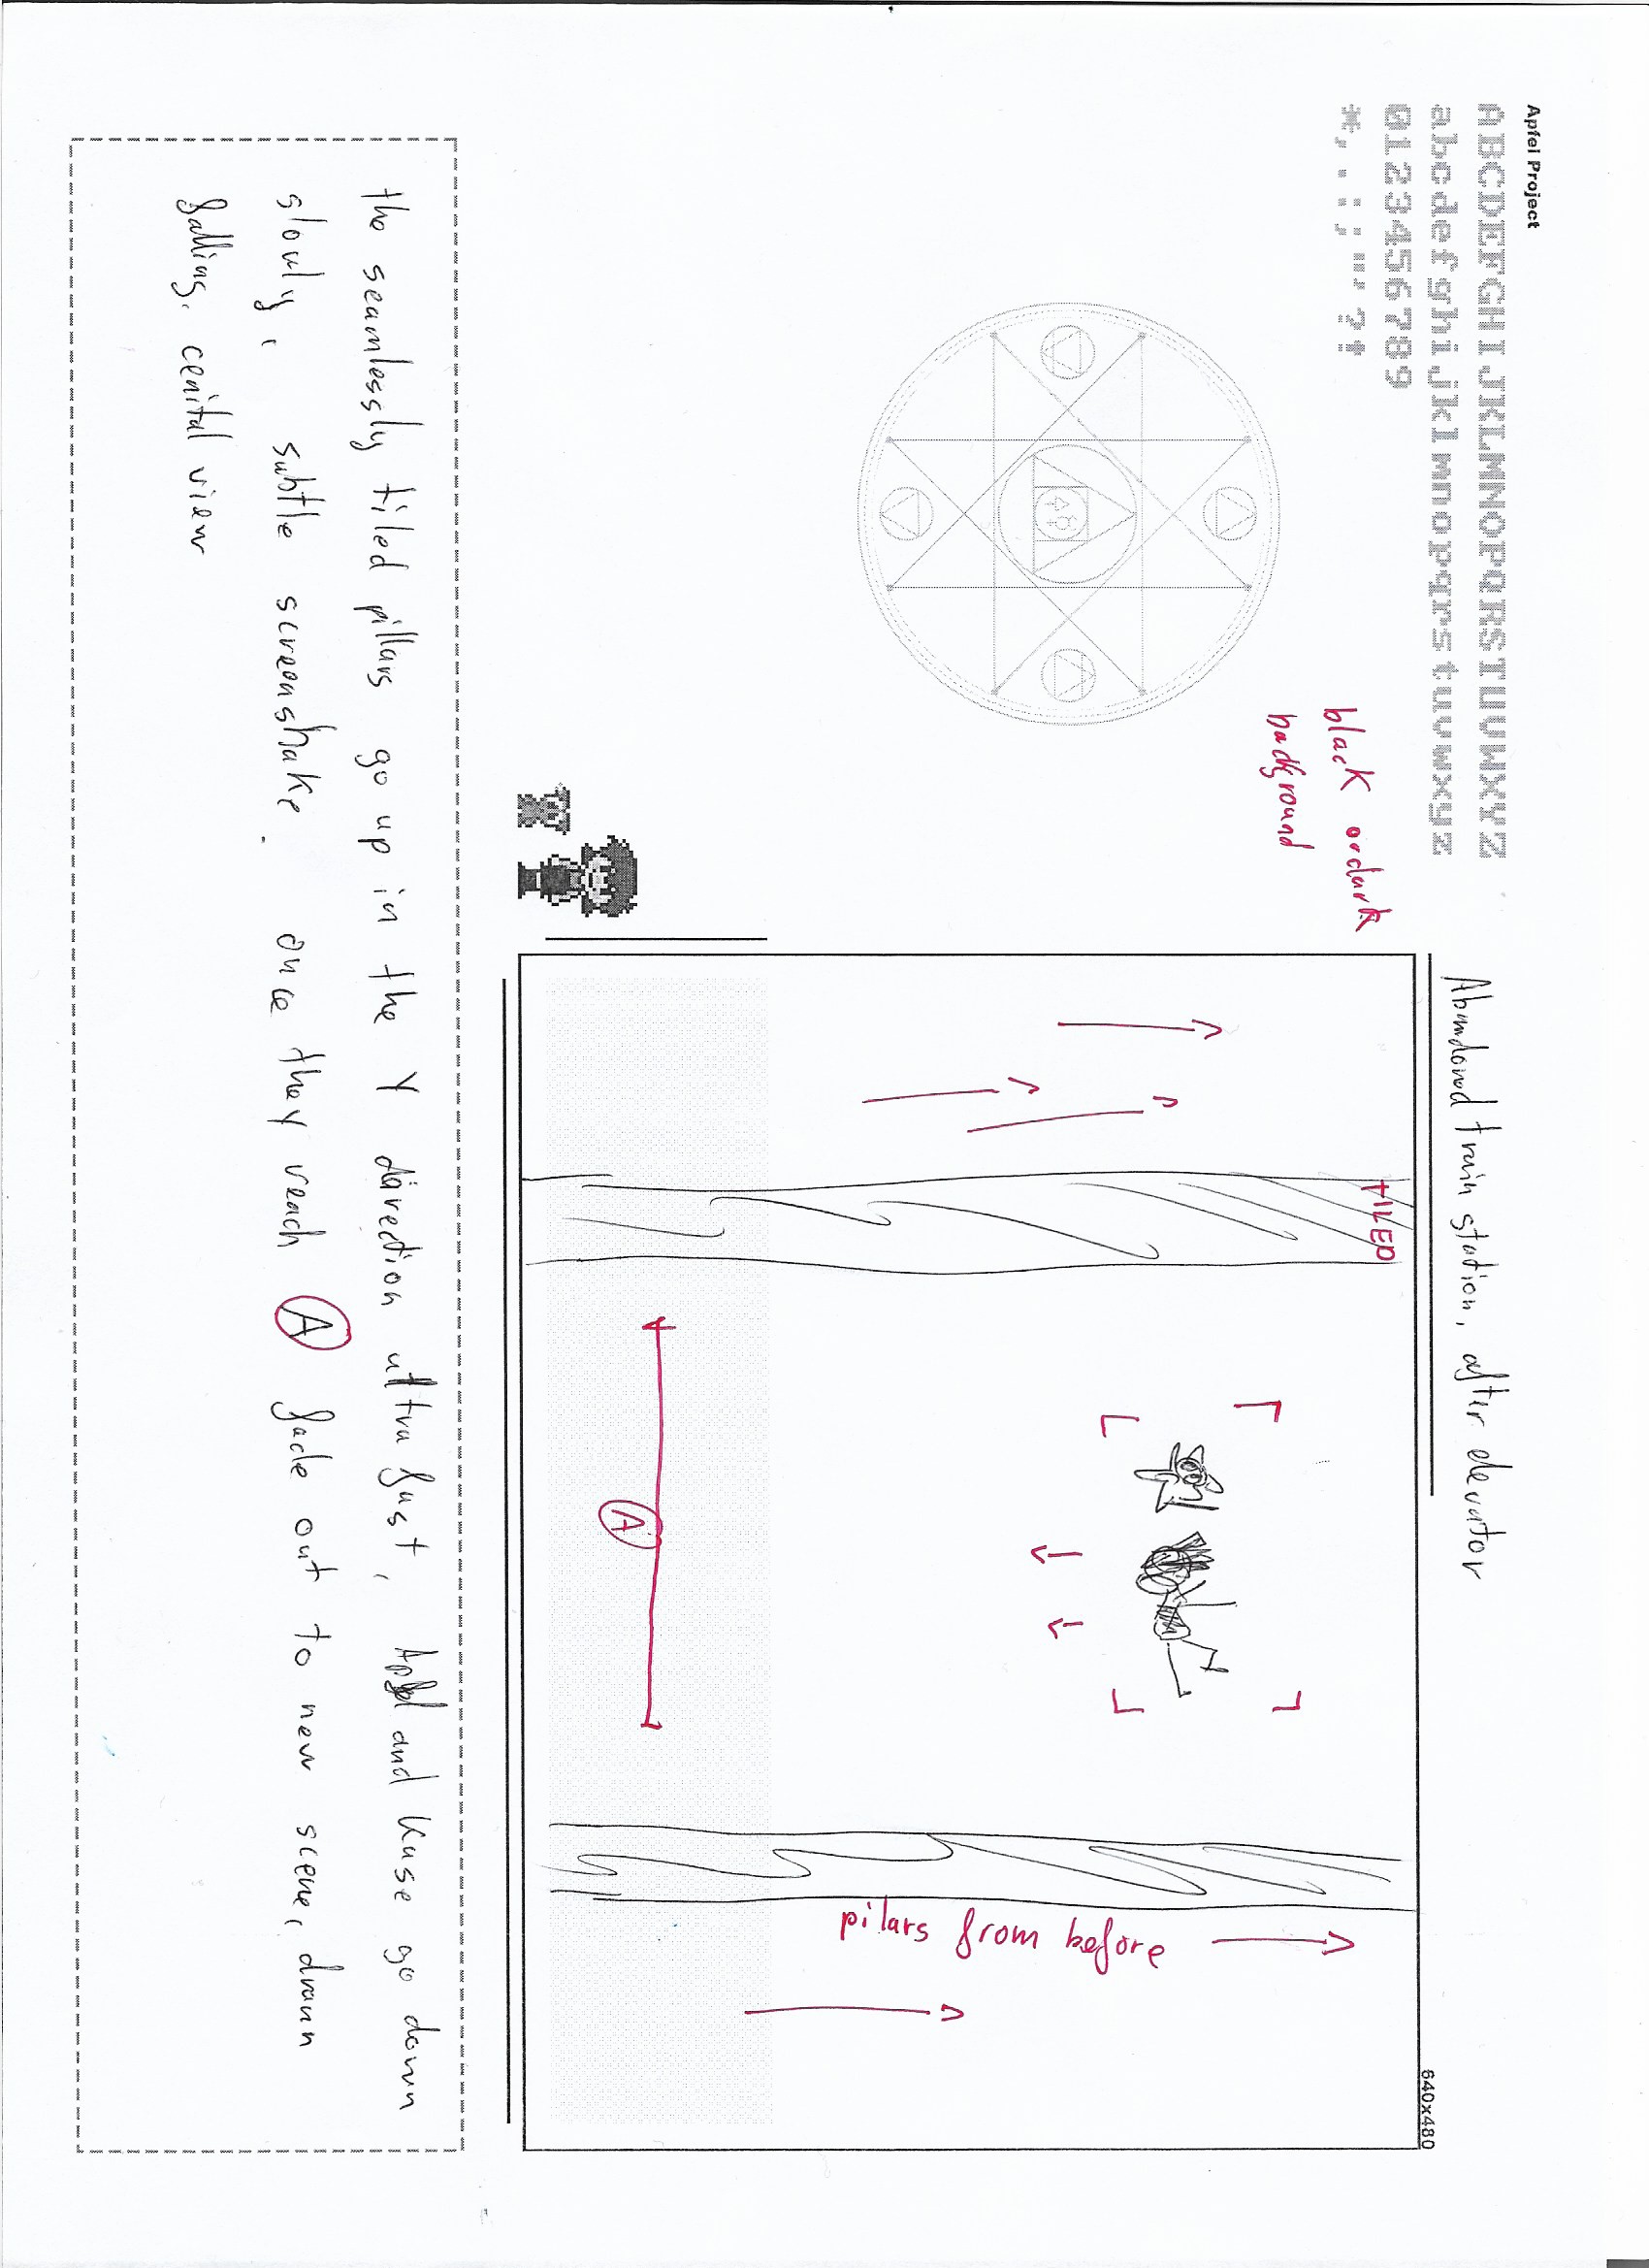 Apfel Project
ABCDEFGHIJKLMNOPQRSTUVWXYZ
abcdefghijklmnopqrstuvwxyz
0123456789
*,.:;"'?!
Abandoned train station, after elevator
640x480
black or dark
background
TILED
pilars from before
A
the seamlessly tiled pillars go up in the Y direction ultra fast, Apfel and Kase go down
slowly, subtle screenshake. once they reach A fade out to new scene, drawn
falling. cenital view